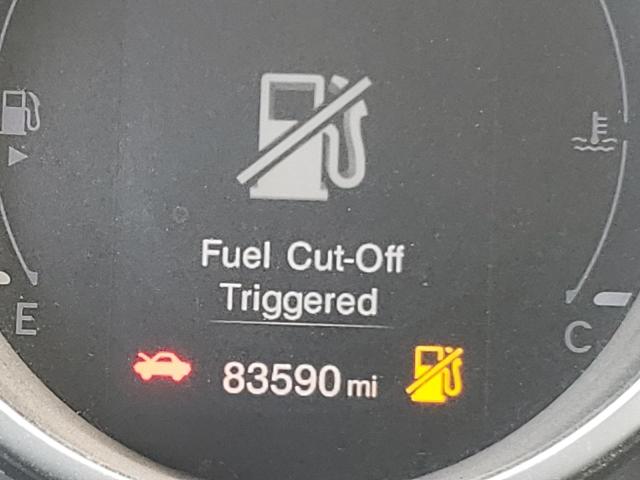 Fuel Cut-Off
Triggered
E
C
83590 mi